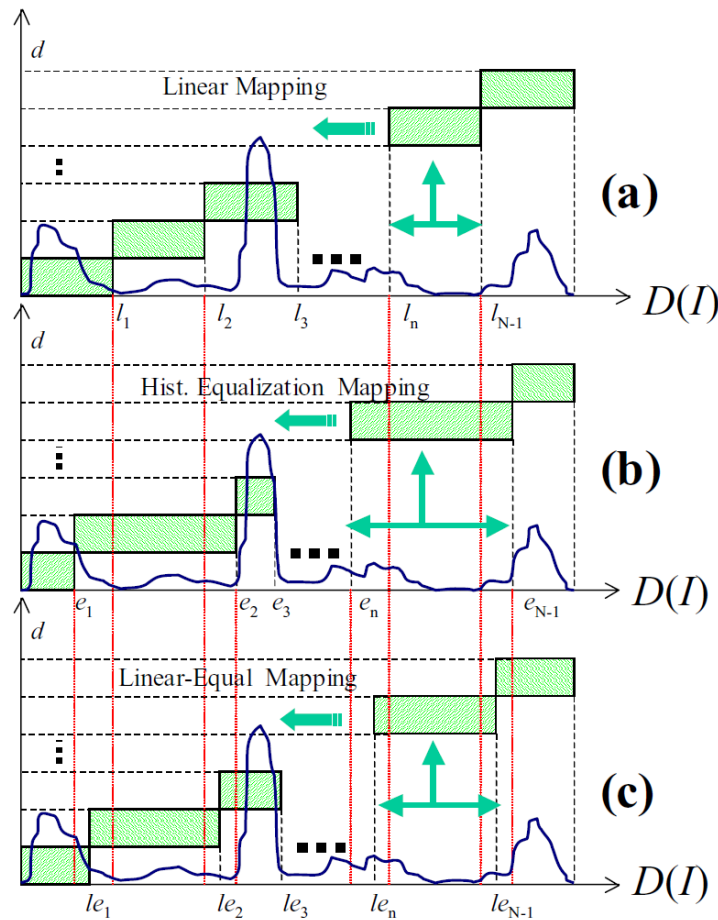 d
Linear Mapping
(a)
l1 l2 l3 ln lN-1 D(I)
d
Hist. Equalization Mapping
(b)
e1 e2 e3 en eN-1 D(I)
d
Linear-Equal Mapping
(c)
le1 le2 le3 len leN-1 D(I)